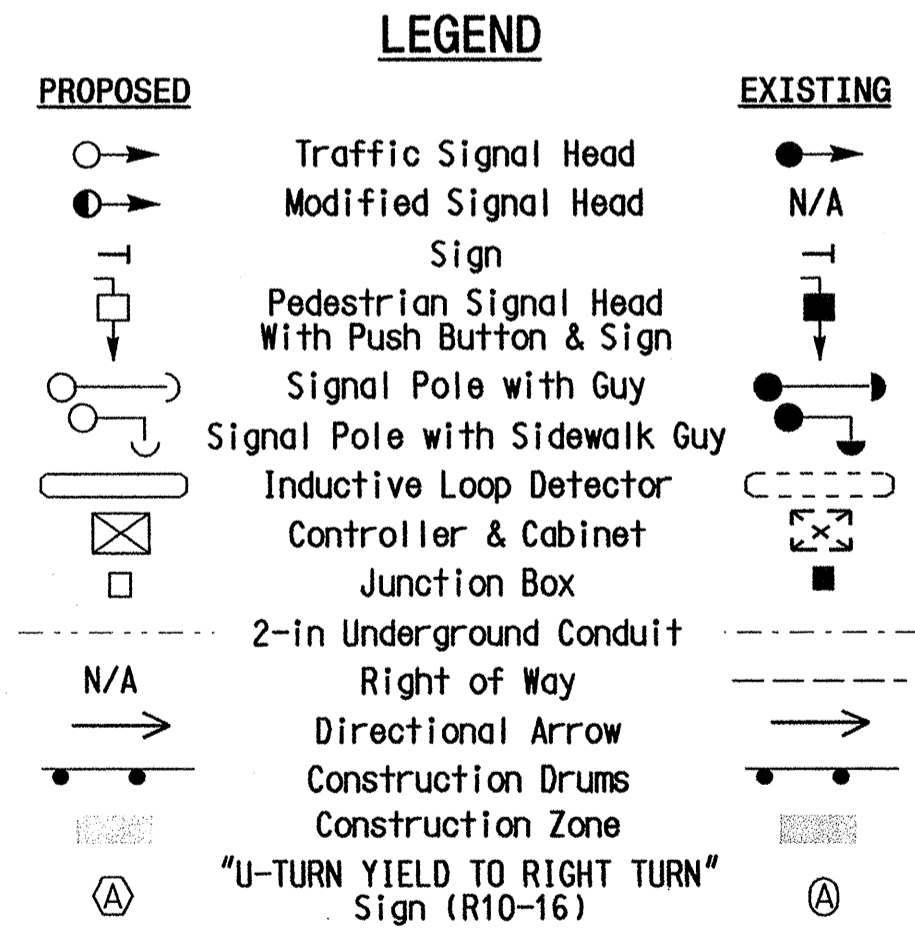 LEGEND
PROPOSED EXISTING
Traffic Signal Head
Modified Signal Head N/A
Sign
Pedestrian Signal Head
With Push Button & Sign
Signal Pole with Guy
Signal Pole with Sidewalk Guy
Inductive Loop Detector
Controller & Cabinet
Junction Box
2-in Underground Conduit
N/A Right of Way
Directional Arrow
Construction Drums
Construction Zone
"U-TURN YIELD TO RIGHT TURN"
A Sign (R10-16) A